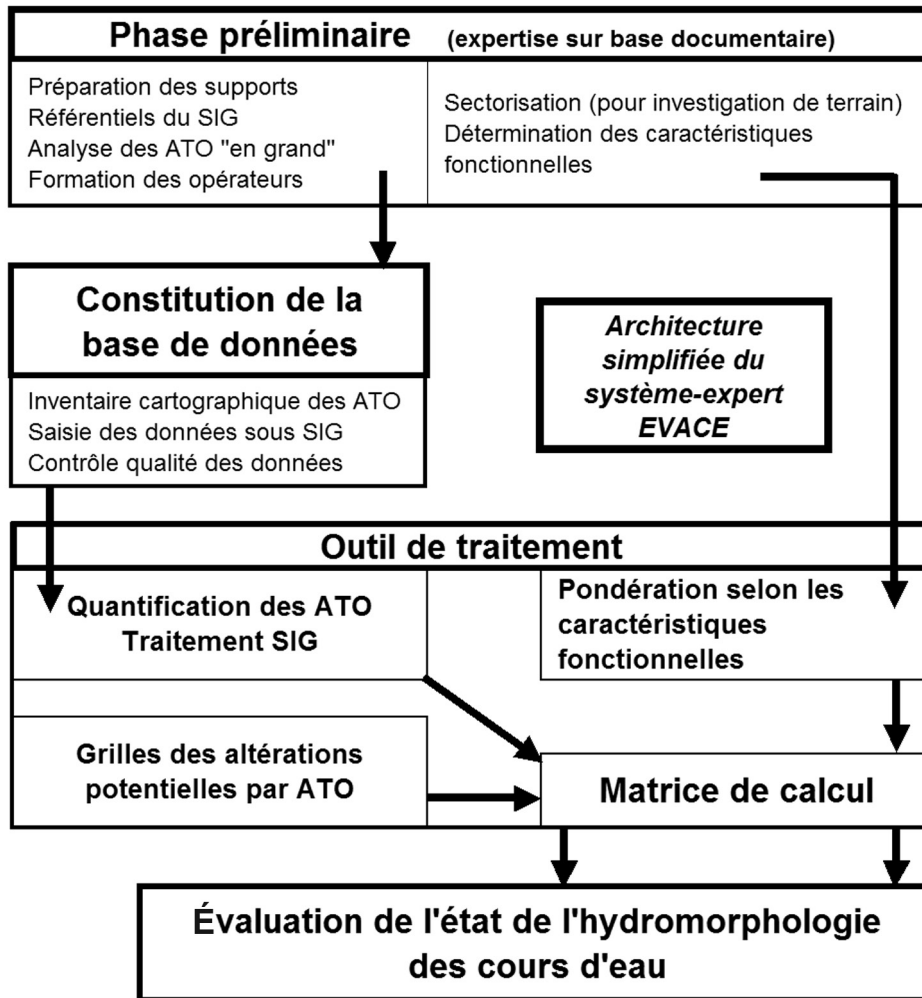 Phase préliminaire (expertise sur base documentaire)
Préparation des supports
Référentiels du SIG
Analyse des ATO "en grand"
Formation des opérateurs
Sectorisation (pour investigation de terrain)
Détermination des caractéristiques
fonctionnelles
Constitution de la
base de données
Inventaire cartographique des ATO
Saisie des données sous SIG
Contrôle qualité des données
Architecture
simplifiée du
système-expert
EVACE
Outil de traitement
Quantification des ATO
Traitement SIG
Pondération selon les
caractéristiques
fonctionnelles
Grilles des altérations
potentielles par ATO
Matrice de calcul
Évaluation de l'état de l'hydromorphologie
des cours d'eau